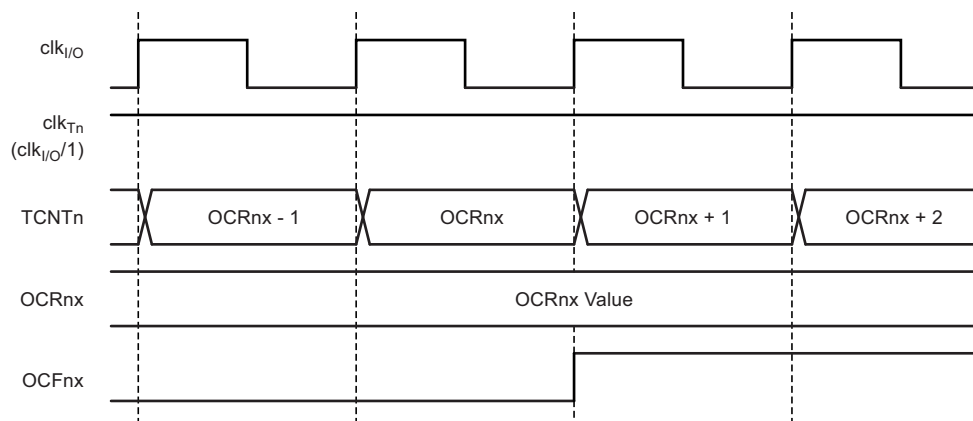 clkI/O
clkTn
(clkI/O/1)
TCNTn
OCRnx - 1
OCRnx
OCRnx + 1
OCRnx + 2
OCRnx
OCRnx Value
OCFnx